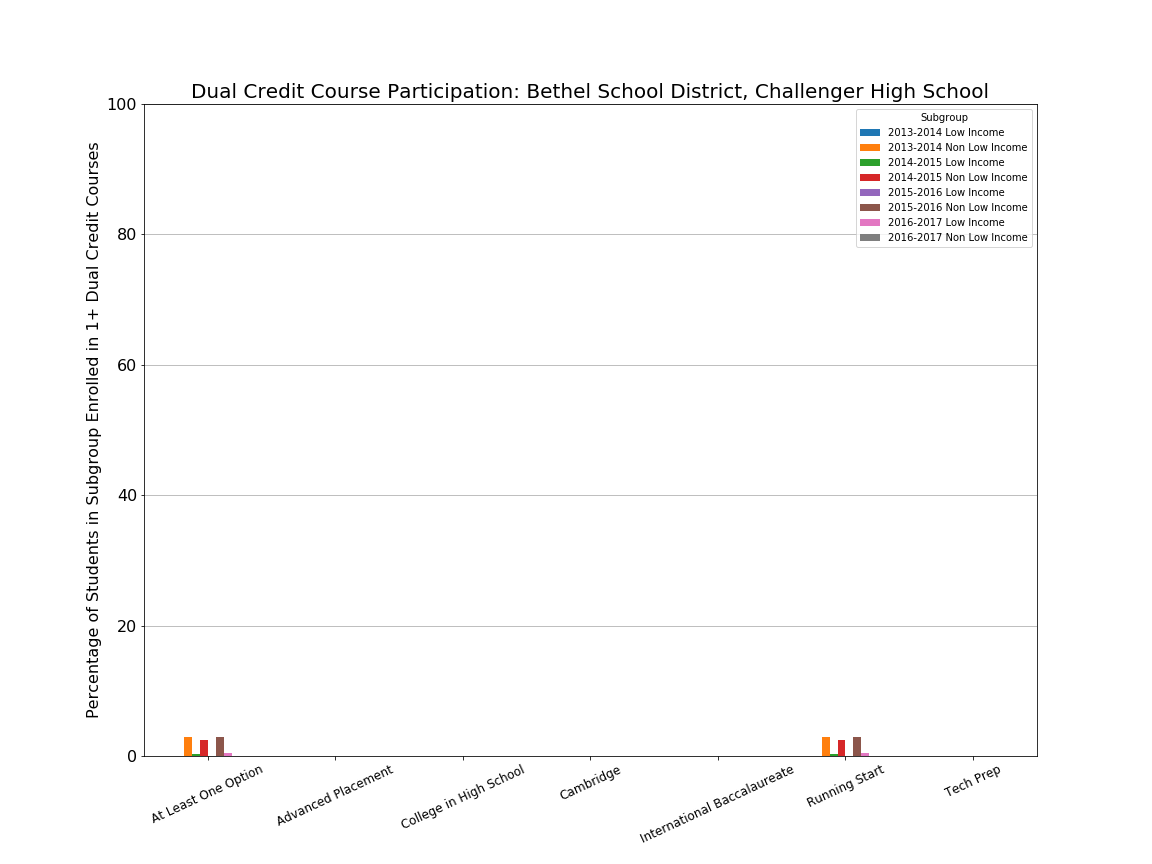 Dual Credit Course Participation: Bethel School District, Challenger High School
Percentage of Students in Subgroup Enrolled in 1+ Dual Credit Courses
100
80
60
40
20
0
Subgroup
2013-2014 Low Income
2013-2014 Non Low Income
2014-2015 Low Income
2014-2015 Non Low Income
2015-2016 Low Income
2015-2016 Non Low Income
2016-2017 Low Income
2016-2017 Non Low Income
At Least One Option
Advanced Placement
College in High School
Cambridge
International Baccalaureate
Running Start
Tech Prep